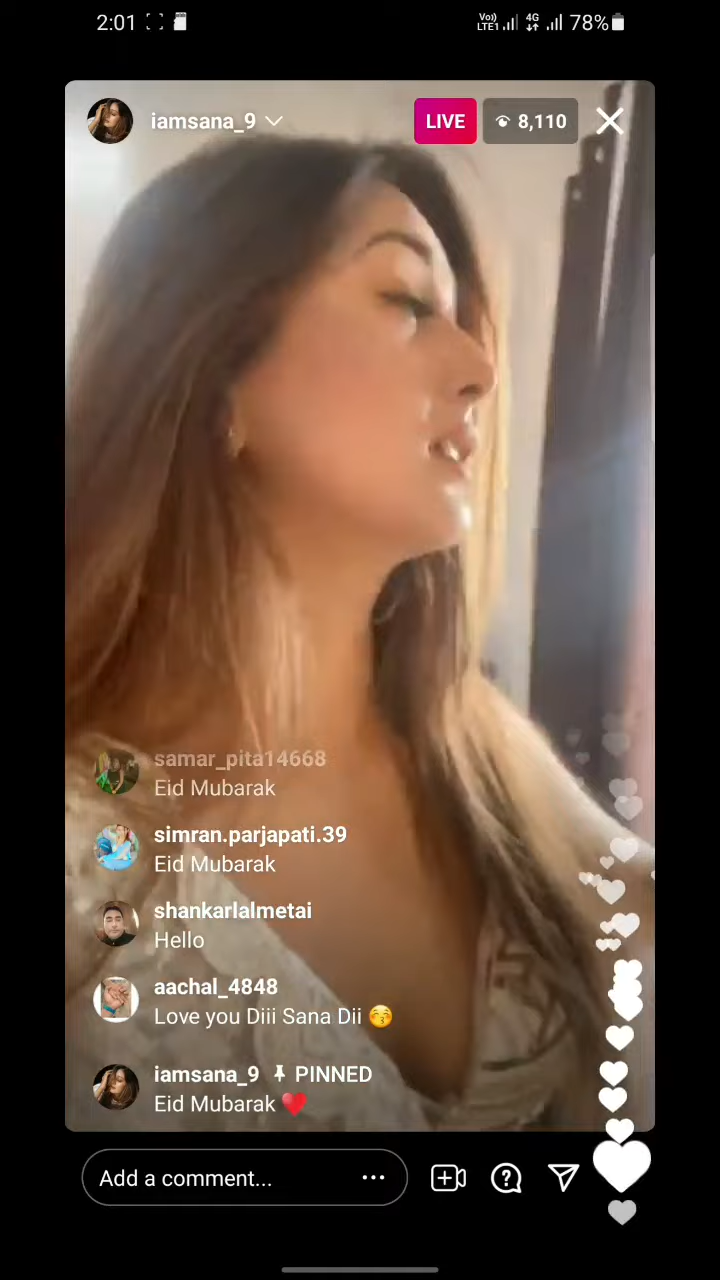 2:01
Vo))
LTE1
4G
78%
iamsana_9
LIVE
8,110
samar_pita14668
Eid Mubarak
simran.parjapati.39
Eid Mubarak
shankarlalmetai
Hello
aachal_4848
Love you Diii Sana Dii 😚
iamsana_9 PINNED
Eid Mubarak ♥️
Add a comment...